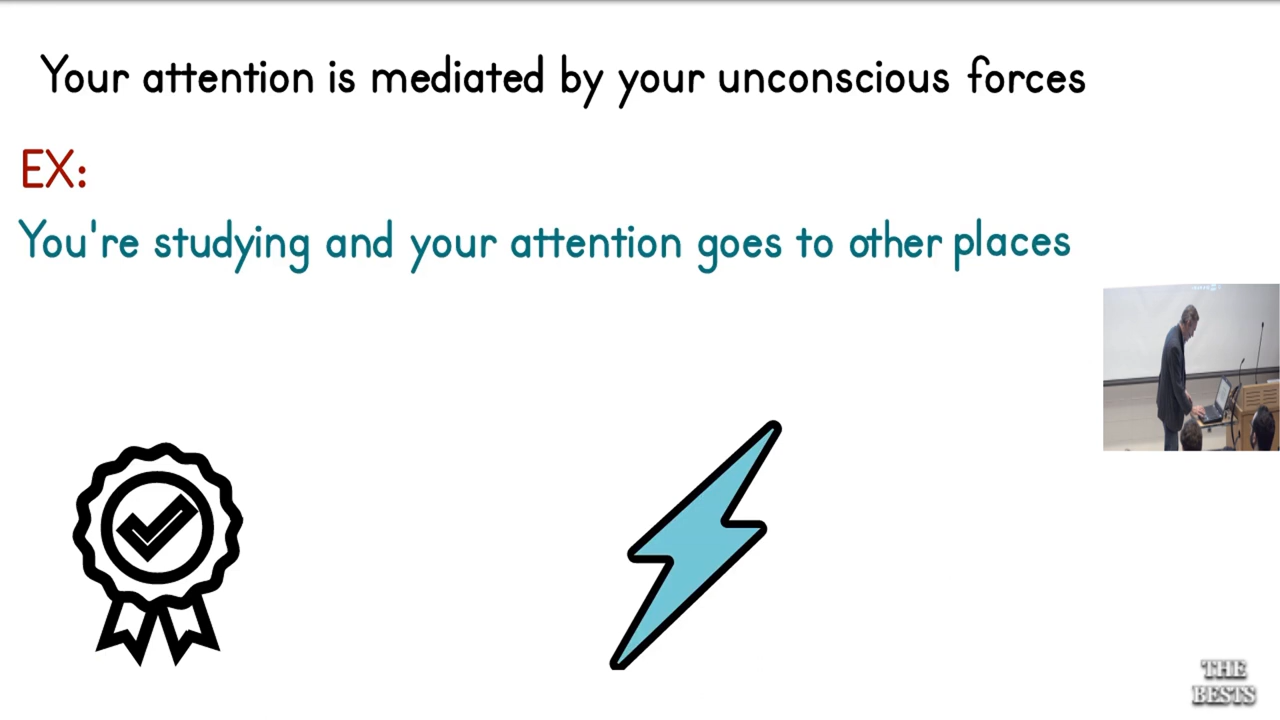 Your attention is mediated by your unconscious forces
EX:
You're studying and your attention goes to other places
THE
BESTS